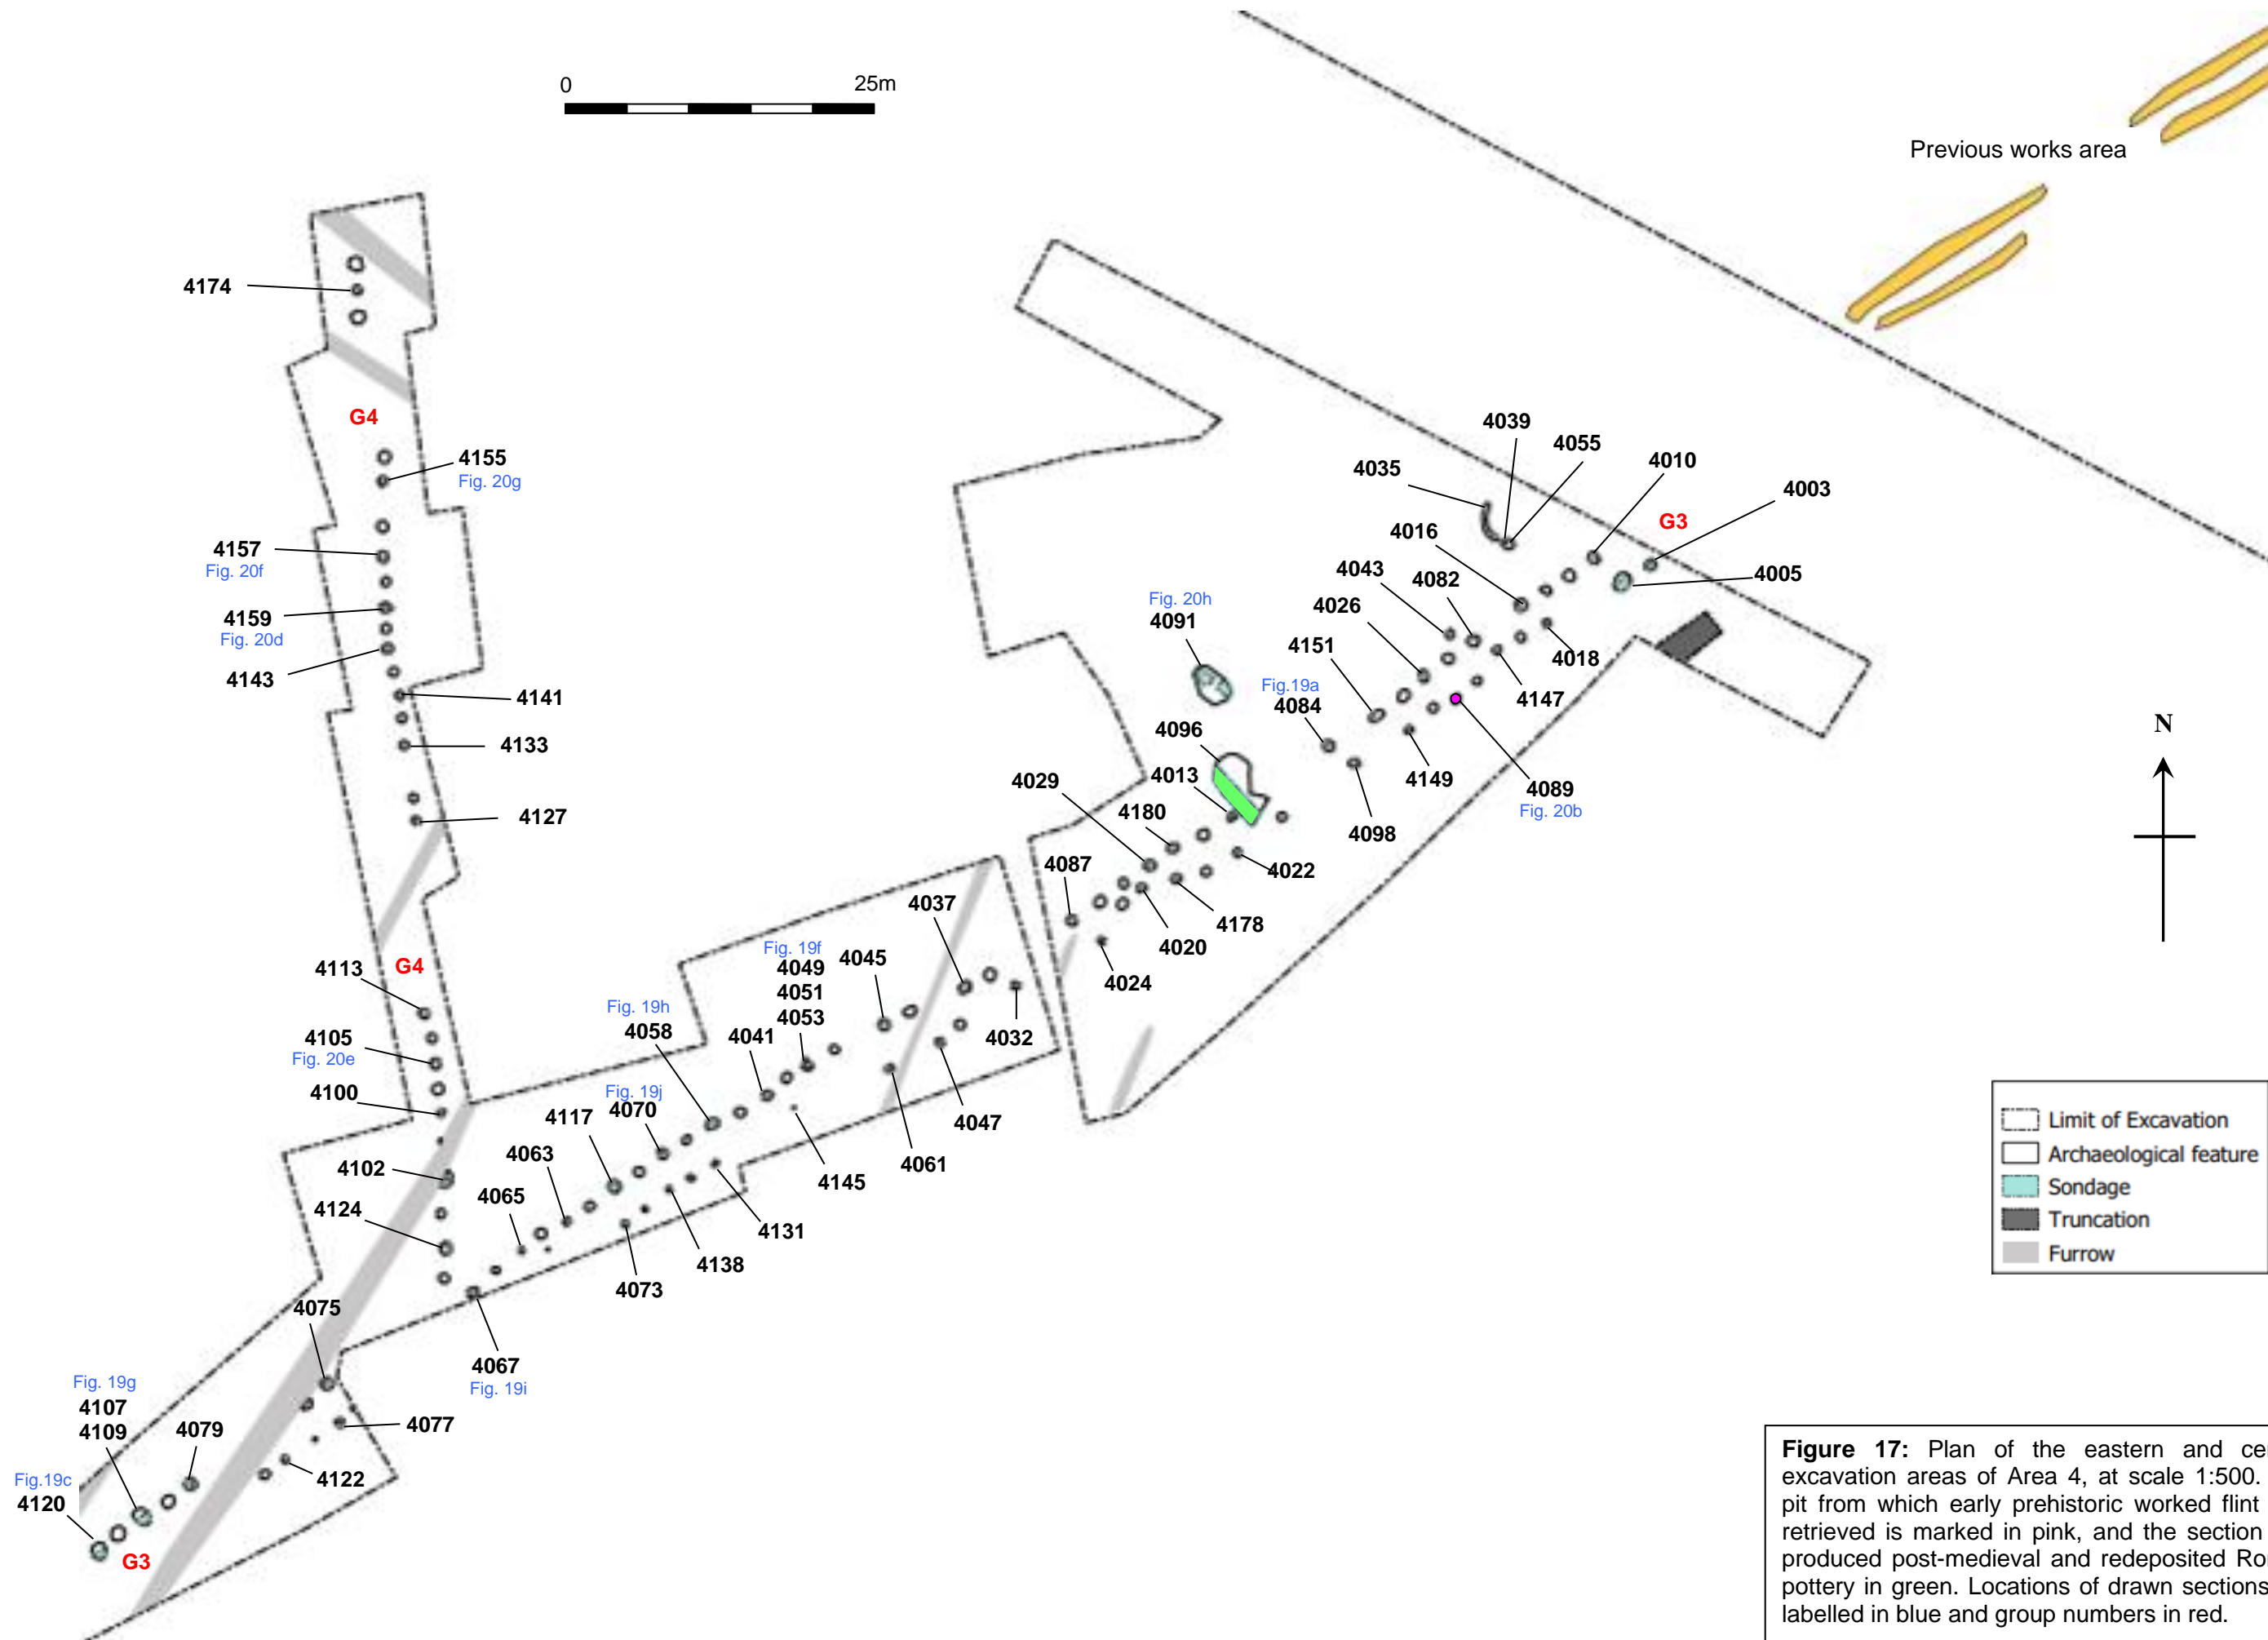 0 25m
Previous works area
4174
G4
4155
Fig. 20g
4157
Fig. 20f
4159
Fig. 20d
4143
4141
4133
4127
G4
4113
4105
Fig. 20e
4100
4102
4124
4039
4055
4035
4010
4003
G3
4016
4005
4043
4082
4026
4018
4151
4147
Fig. 20h
4091
Fig.19a
4084
4096
4149
4089
Fig. 20b
4013
4029
4180
4098
4087
4022
4178
4020
4024
4037
Fig. 19f
4049
4051
4053
4045
4032
Fig. 19h
4058
4041
4047
4061
Fig. 19j
4070
4117
4063
4065
4145
4131
4138
4073
4075
4067
Fig. 19i
4077
4122
Fig. 19g
4107
4109
4079
Fig.19c
4120
G3
N
Limit of Excavation
Archaeological feature
Sondage
Truncation
Furrow
Figure 17: Plan of the eastern and
excavation areas of Area 4, at scale 1:500.
pit from which early prehistoric worked flint
retrieved is marked in pink, and the section
produced post-medieval and redeposited
pottery in green. Locations of drawn sections
labelled in blue and group numbers in red.